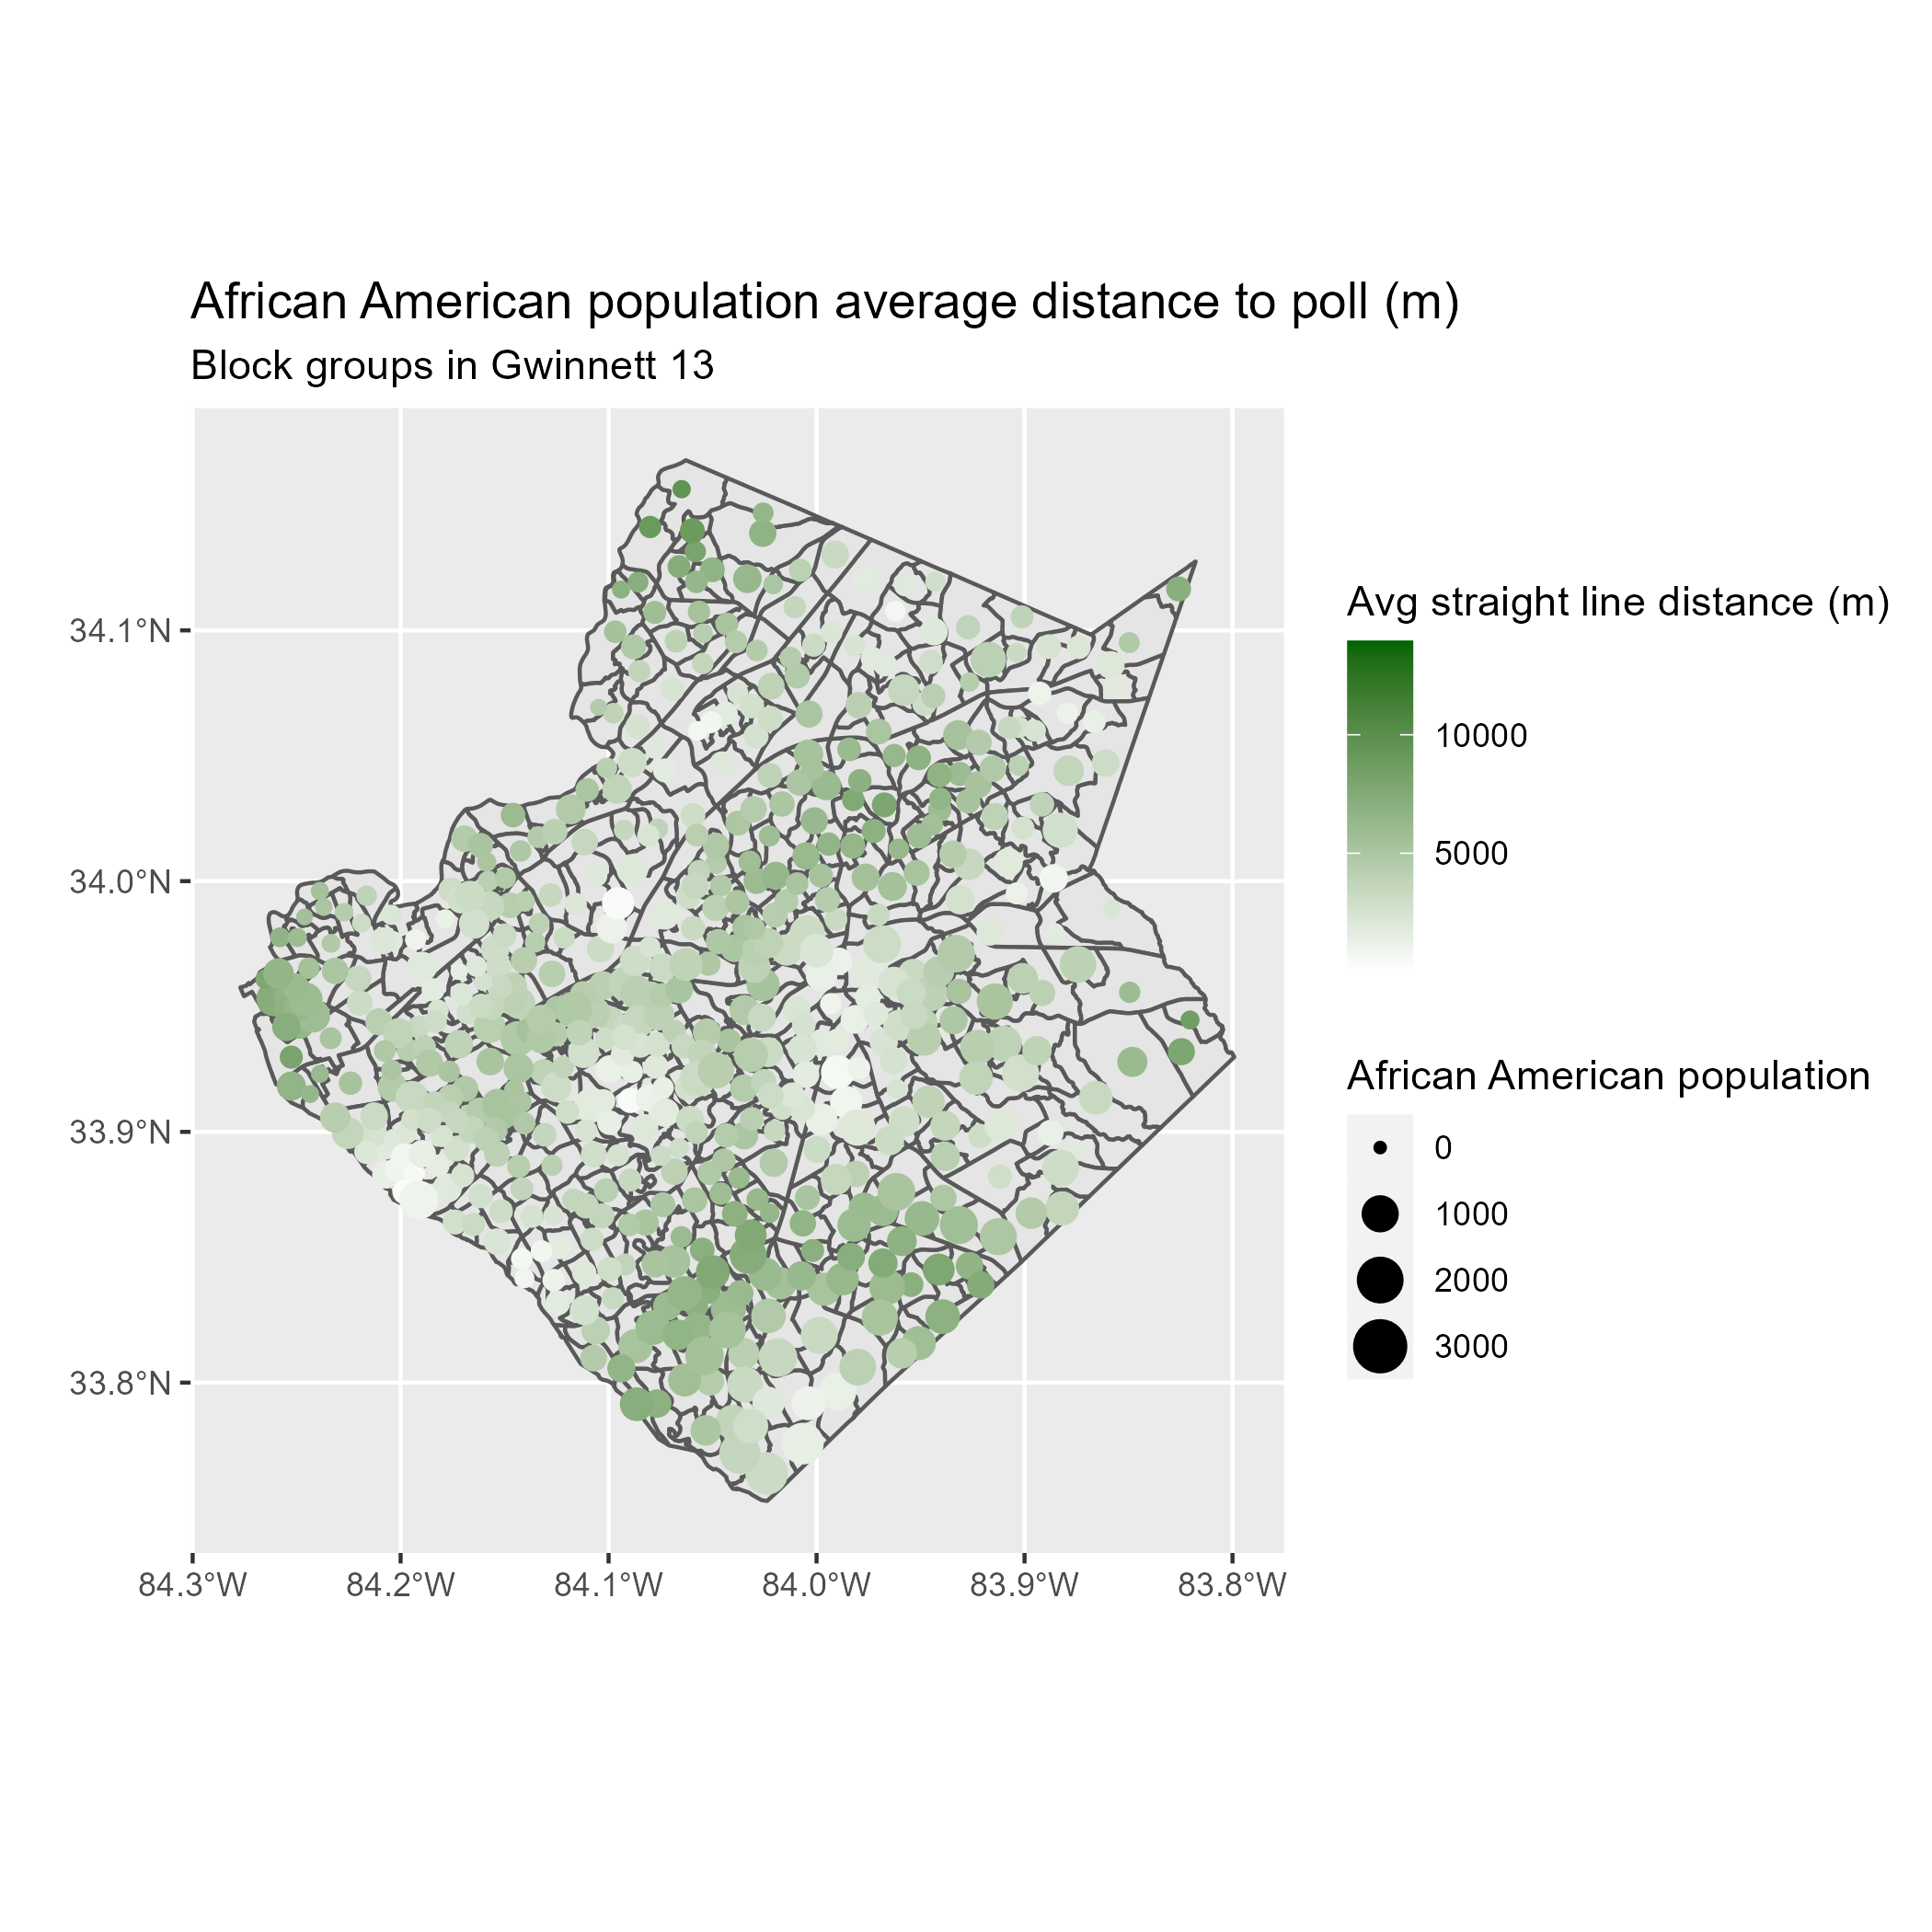 African American population average distance to poll (m)
Block groups in Gwinnett 13
34.1°N
34.0°N
33.9°N
33.8°N
84.3°W
84.2°W
84.1°W
84.0°W
83.9°W
83.8°W
Avg straight line distance (m)
10000
5000
African American population
0
1000
2000
3000